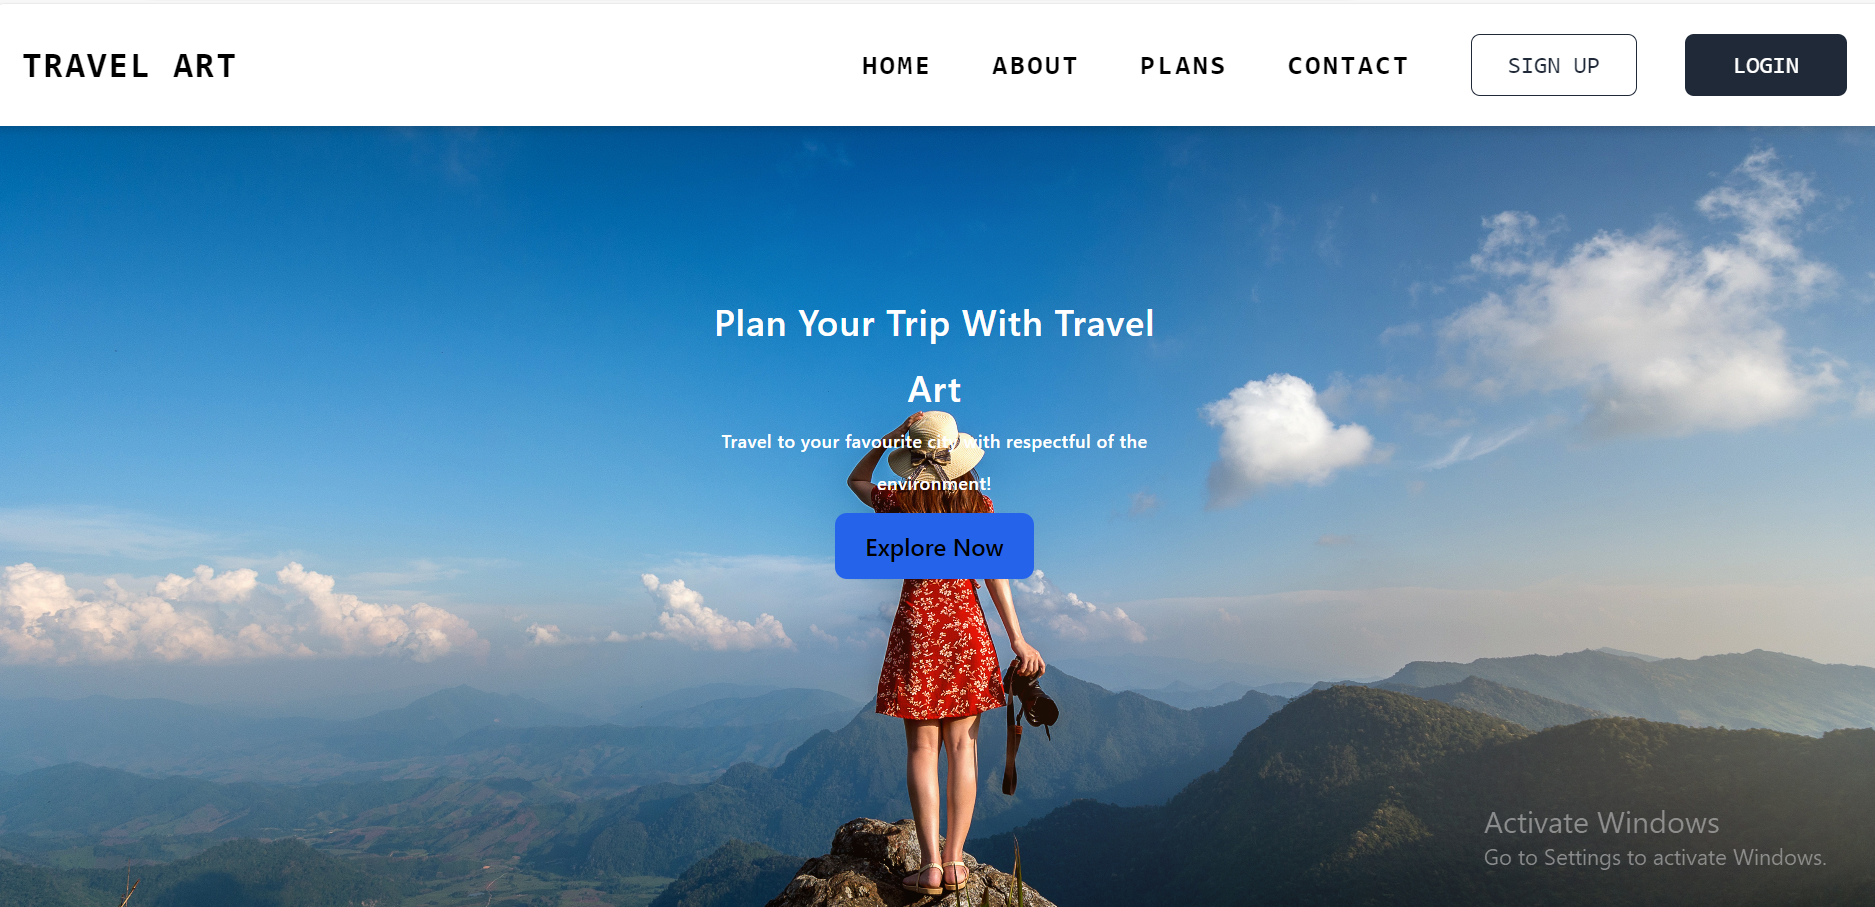 TRAVEL ART
HOME ABOUT PLANS CONTACT SIGN UP LOGIN
Plan Your Trip With Travel
Art
Travel to your favourite city with respectful of the
environment!
Explore Now
Activate Windows
Go to Settings to activate Windows.